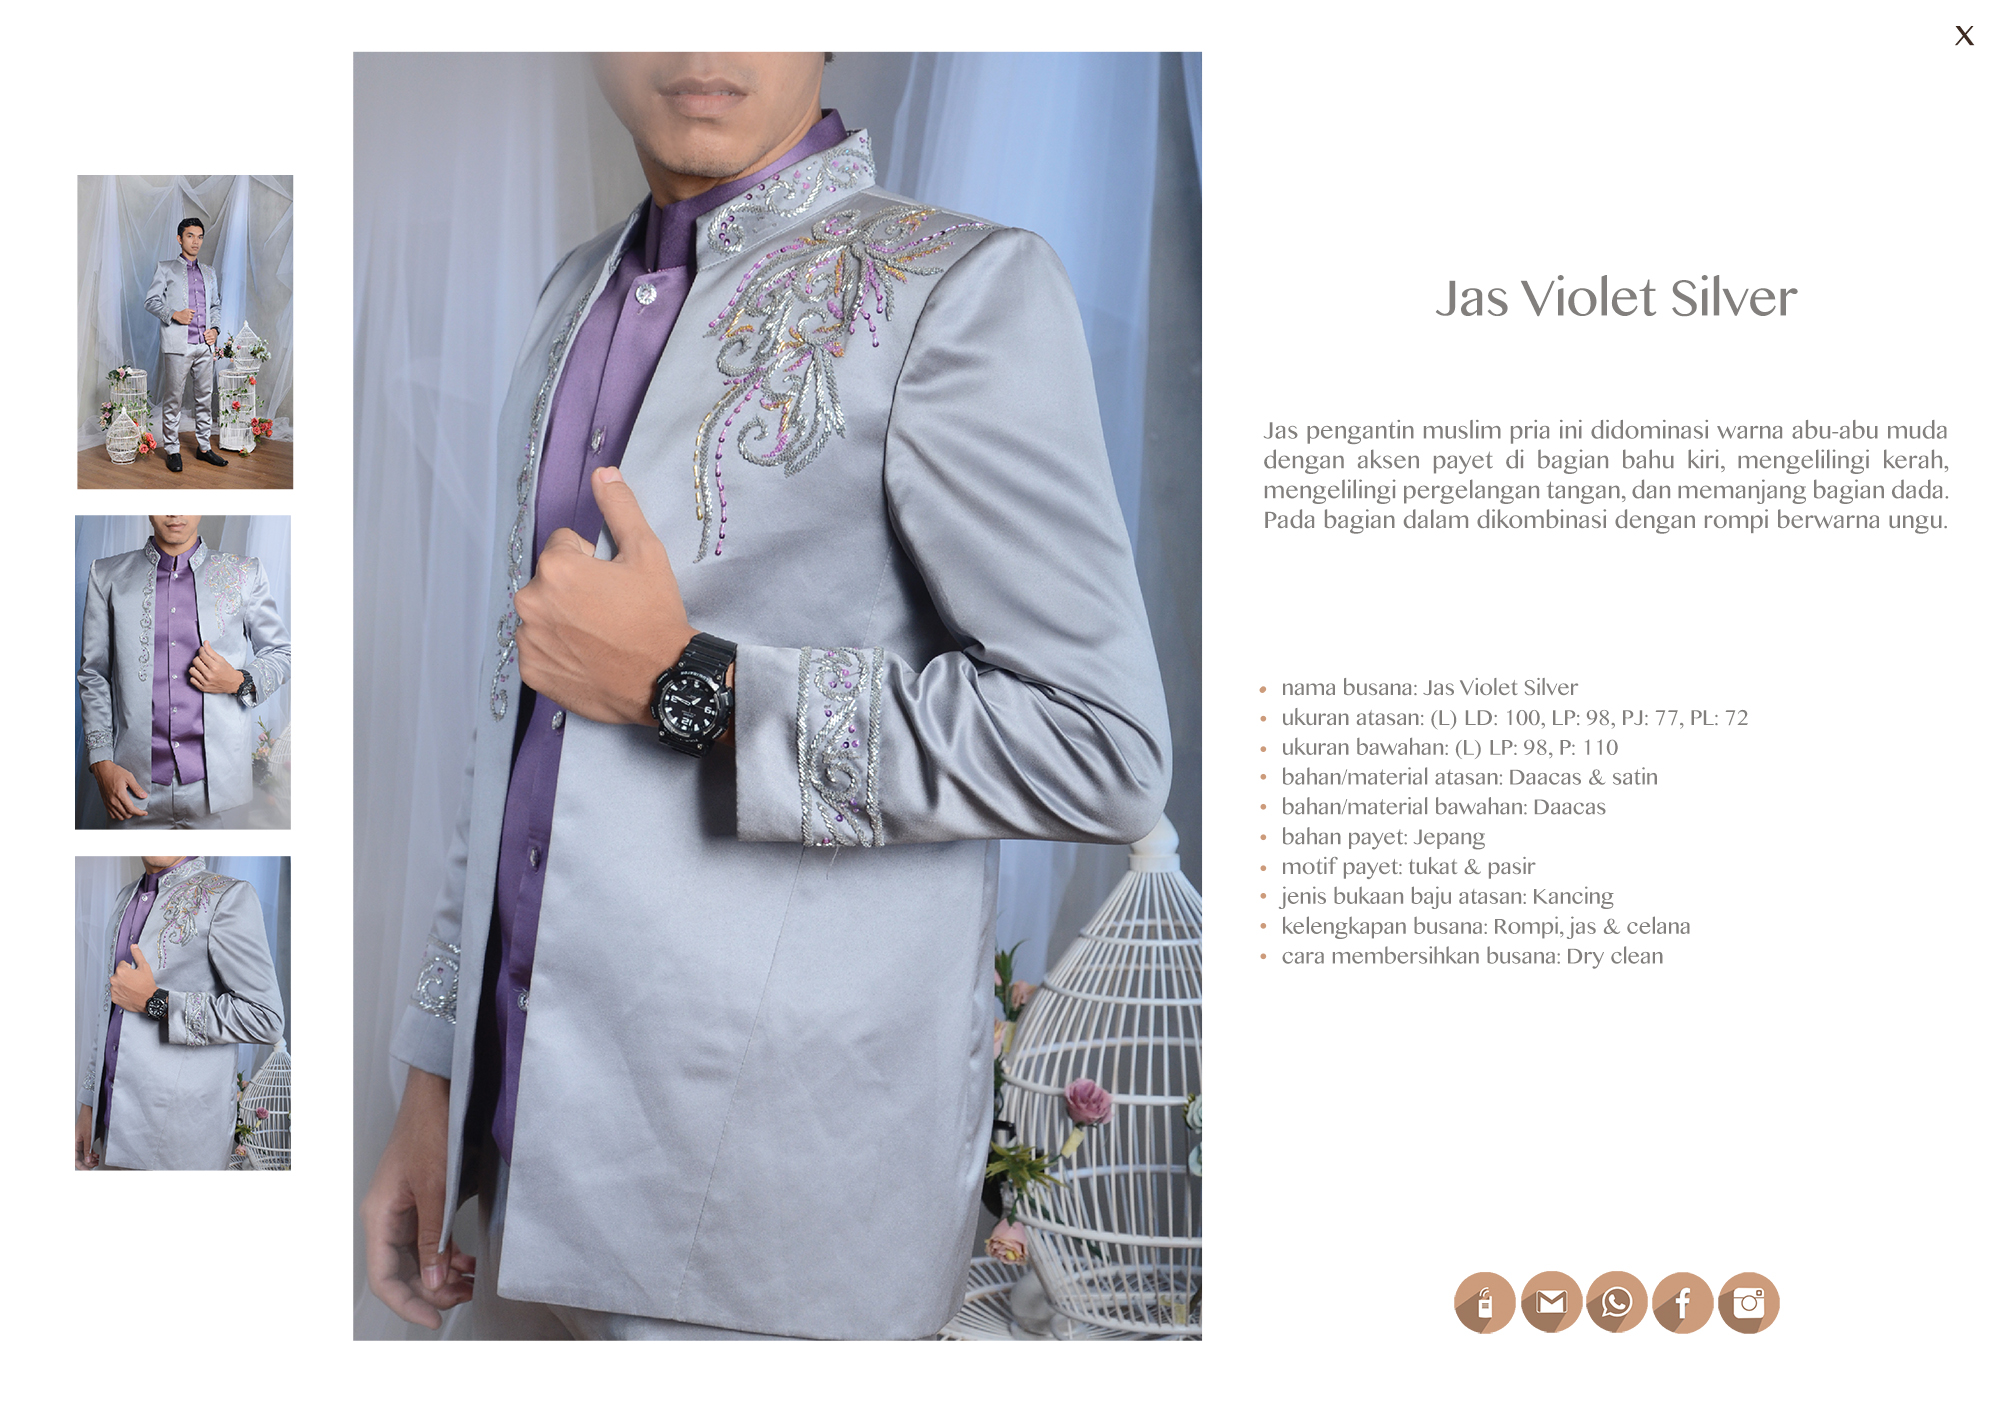 X
Jas Violet Silver
Jas pengantin muslim pria ini didominasi warna abu-abu muda
dengan aksen payet di bagian bahu kiri, mengelilingi kerah,
mengelilingi pergelangan tangan, dan memanjang bagian dada.
Pada bagian dalam dikombinasi dengan rompi berwarna ungu.
• nama busana: Jas Violet Silver
• ukuran atasan: (L) LD: 100, LP: 98, PJ: 77, PL: 72
• ukuran bawahan: (L) LP: 98, P: 110
• bahan/material atasan: Daacas & satin
• bahan/material bawahan: Daacas
• bahan payet: Jepang
• motif payet: tukat & pasir
• jenis bukaan baju atasan: Kancing
• kelengkapan busana: Rompi, jas & celana
• cara membersihkan busana: Dry clean